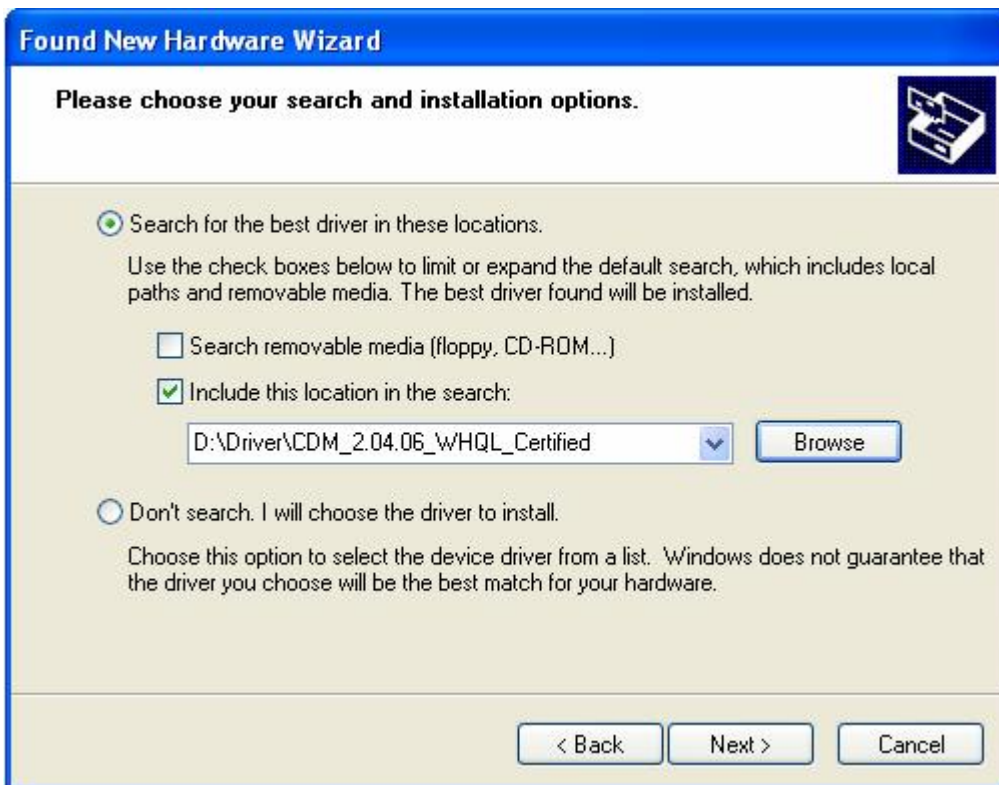 Found New Hardware Wizard
Please choose your search and installation options.
Search for the best driver in these locations.
Use the check boxes below to limit or expand the default search, which includes local
paths and removable media. The best driver found will be installed.
Search removable media (floppy, CD-ROM...)
Include this location in the search:
D:\Driver\CDM_2.04.06_WHQL_Certified
Browse
Don't search. I will choose the driver to install.
Choose this option to select the device driver from a list. Windows does not guarantee that
the driver you choose will be the best match for your hardware.
< Back Next > Cancel